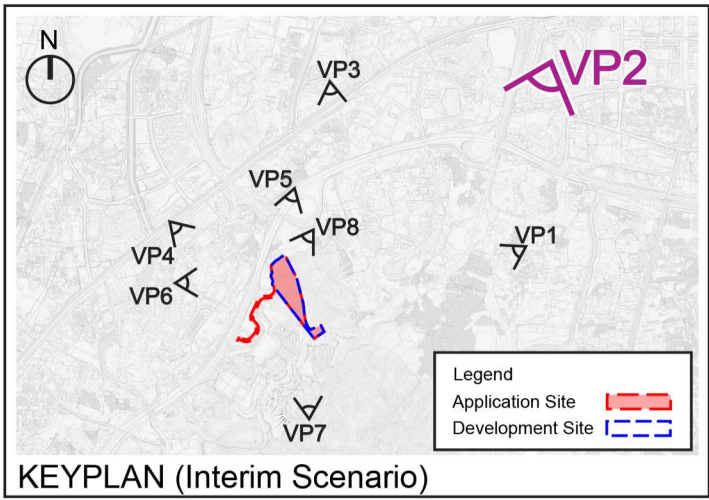 N
VP3
VP2
VP5
VP8
VP4
VP1
VP6
VP7
Legend
Application Site
Development Site
KEYPLAN (Interim Scenario)